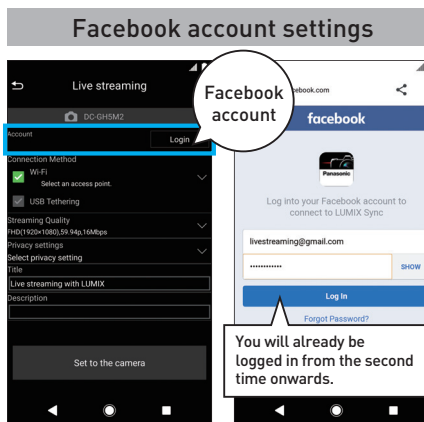 Facebook account settings
Live streaming
DC-GH5M2
Account
Login
Connection Method
Wi-Fi
Select an access point.
USB Tethering
Streaming Quality
FHD(1920×1080),59.94p,16Mbps
Privacy settings
Select privacy setting
Title
Live streaming with LUMIX
Description
Set to the camera
Facebook
account
ebook.com
facebook
Panasonic
Log into your Facebook account to
connect to LUMIX Sync
livestreaming@gmail.com
••••••••••••
SHOW
Log In
Forgot Password?
You will already be
logged in from the second
time onwards.